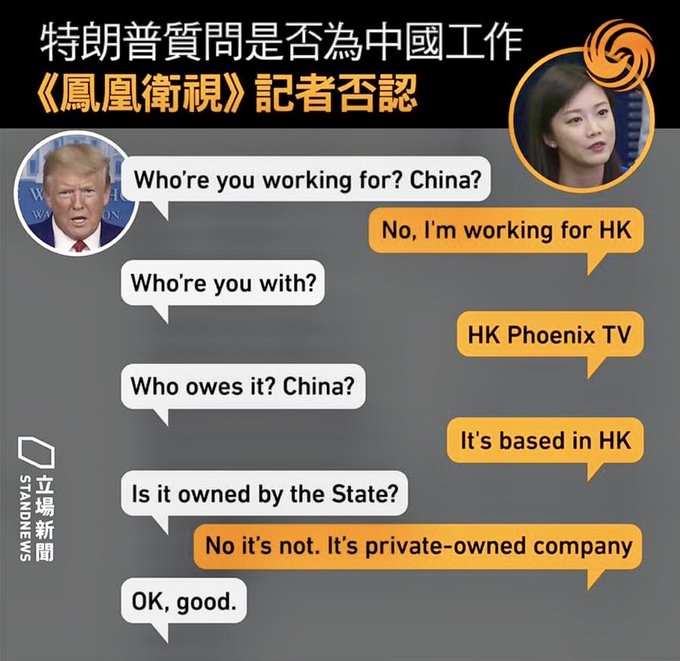 特朗普質問是否為中國工作
《鳳凰衛視》記者否認
Who're you working for? China?
No, I'm working for HK
Who're you with?
HK Phoenix TV
Who owes it? China?
It's based in HK
Is it owned by the State?
No it's not. It's private-owned company
OK, good.
立場新聞
STANDNEWS